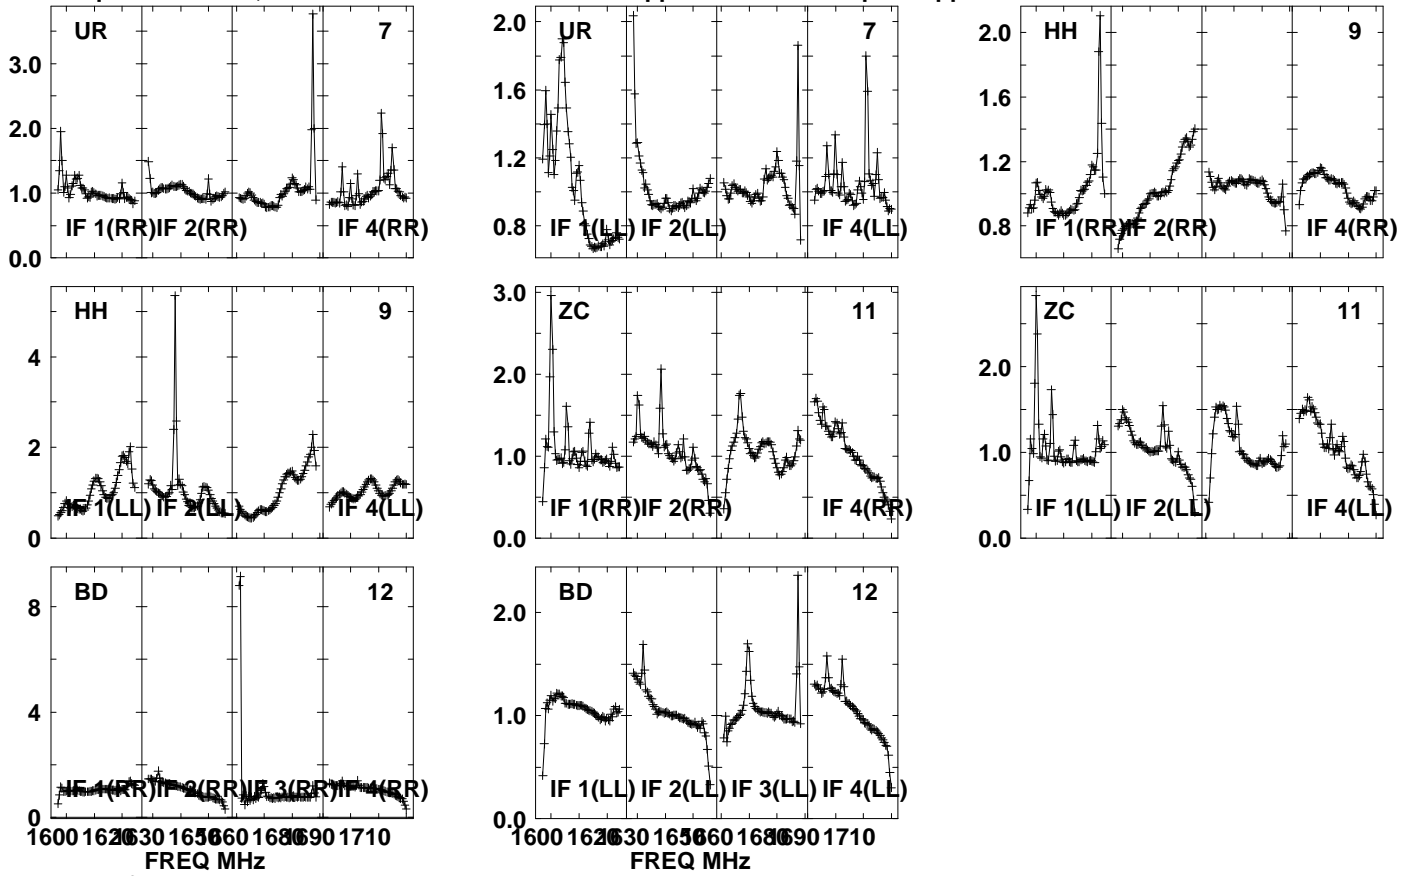 UR 7
3.0
2.0
1.0
0.0
IF 1(RR) IF 2(RR) IF 4(RR)
UR 7
2.0
1.6
1.2
0.8
IF 1(LL) IF 2(LL) IF 4(LL)
HH 9
2.0
1.6
1.2
0.8
IF 1(RR) IF 2(RR) IF 4(RR)
HH 9
4
2
0
IF 1(LL) IF 2(LL) IF 4(LL)
ZC 11
3.0
2.0
1.0
0.0
IF 1(RR) IF 2(RR) IF 4(RR)
ZC 11
2.0
1.0
0.0
IF 1(LL) IF 2(LL) IF 4(LL)
BD 12
8
4
0
IF 1(RR) IF 2(RR) IF 3(RR) IF 4(RR)
1600 1620 1630 1650 1660 1680 1690 1710
FREQ MHz
BD 12
2.0
1.0
0.0
IF 1(LL) IF 2(LL) IF 3(LL) IF 4(LL)
1600 1620 1630 1650 1660 1680 1690 1710
FREQ MHz